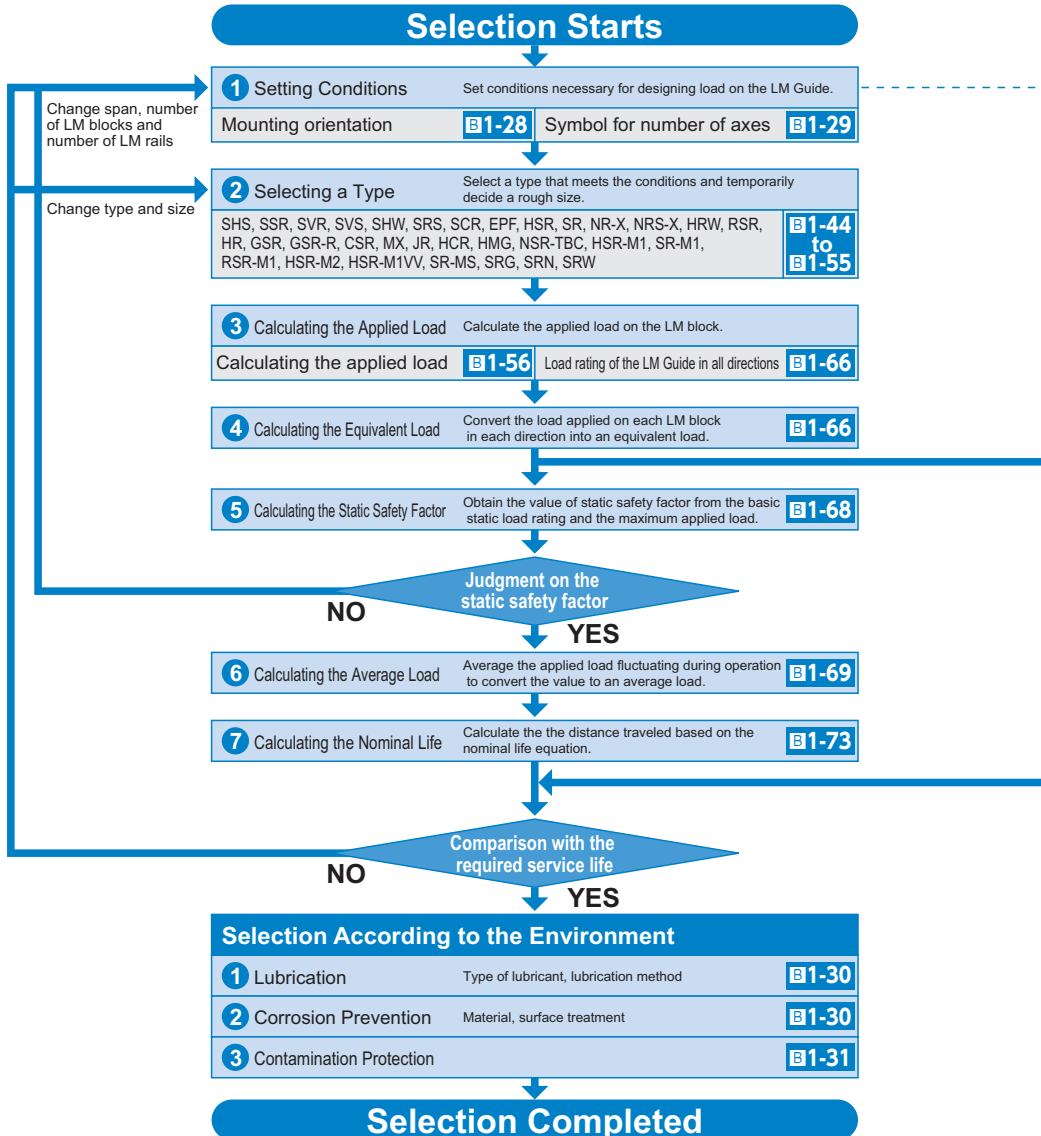 Selection Starts
1 Setting Conditions Set conditions necessary for designing load on the LM Guide.
Change span, number
of LM blocks and
number of LM rails
Mounting orientation B1-28 Symbol for number of axes B1-29
2 Selecting a Type Select a type that meets the conditions and temporarily
decide a rough size.
Change type and size
SHS, SSR, SVR, SVS, SHW, SRS, SCR, EPF, HSR, SR, NR-X, NRS-X, HRW, RSR,
HR, GSR, GSR-R, CSR, MX, JR, HCR, HMG, NSR-TBC, HSR-M1, SR-M1,
RSR-M1, HSR-M2, HSR-M1VV, SR-MS, SRG, SRN, SRW
B1-44
to
B1-55
3 Calculating the Applied Load Calculate the applied load on the LM block.
Calculating the applied load B1-56 Load rating of the LM Guide in all directions B1-66
4 Calculating the Equivalent Load Convert the load applied on each LM block
in each direction into an equivalent load.
B1-66
5 Calculating the Static Safety Factor Obtain the value of static safety factor from the basic
static load rating and the maximum applied load.
B1-68
Judgment on the
static safety factor
NO
YES
6 Calculating the Average Load Average the applied load fluctuating during operation
to convert the value to an average load.
B1-69
7 Calculating the Nominal Life Calculate the the distance traveled based on the
nominal life equation.
B1-73
Comparison with the
required service life
NO
YES
Selection According to the Environment
1 Lubrication Type of lubricant, lubrication method B1-30
2 Corrosion Prevention Material, surface treatment B1-30
3 Contamination Protection B1-31
Selection Completed